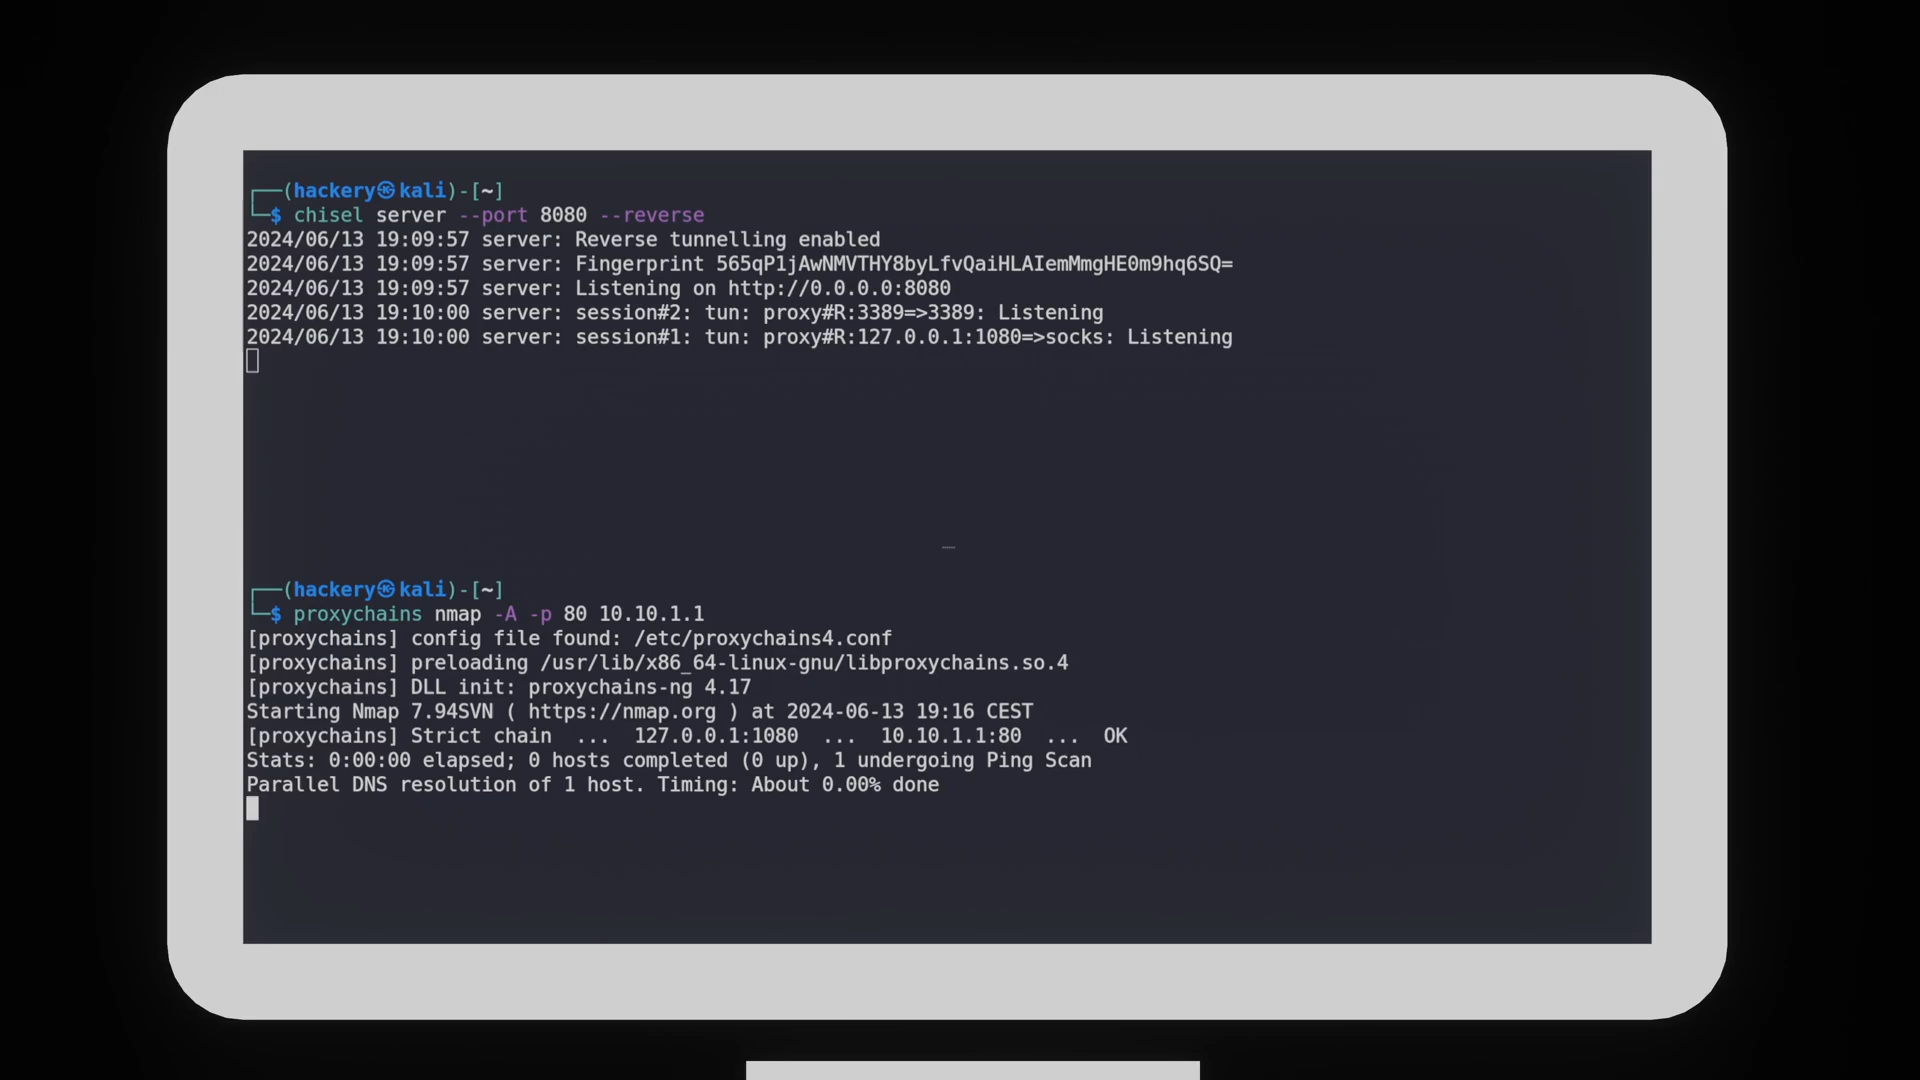 ┌──(hackery㉿kali)-[~]
└─$ chisel server --port 8080 --reverse
2024/06/13 19:09:57 server: Reverse tunnelling enabled
2024/06/13 19:09:57 server: Fingerprint 565qP1jAwNMVTHY8byLfvQaiHLAIemMmgHE0m9hq6SQ=
2024/06/13 19:09:57 server: Listening on http://0.0.0.0:8080
2024/06/13 19:10:00 server: session#2: tun: proxy#R:3389=>3389: Listening
2024/06/13 19:10:00 server: session#1: tun: proxy#R:127.0.0.1:1080=>socks: Listening
┌──(hackery㉿kali)-[~]
└─$ proxychains nmap -A -p 80 10.10.1.1
[proxychains] config file found: /etc/proxychains4.conf
[proxychains] preloading /usr/lib/x86_64-linux-gnu/libproxychains.so.4
[proxychains] DLL init: proxychains-ng 4.17
Starting Nmap 7.94SVN ( https://nmap.org ) at 2024-06-13 19:16 CEST
[proxychains] Strict chain  ...  127.0.0.1:1080  ...  10.10.1.1:80  ...  OK
Stats: 0:00:00 elapsed; 0 hosts completed (0 up), 1 undergoing Ping Scan
Parallel DNS resolution of 1 host. Timing: About 0.00% done